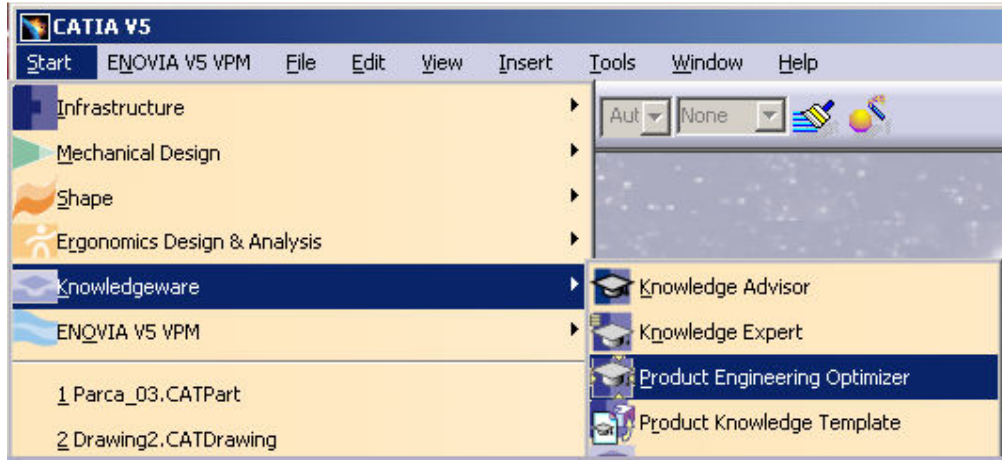 CATIA V5
Start ENOVIA V5 VPM File Edit View Insert Tools Window Help
Infrastructure
Aut None
Mechanical Design
Shape
Ergonomics Design & Analysis
Knowledgeware
Knowledge Advisor
ENOVIA V5 VPM
Knowledge Expert
Product Engineering Optimizer
1 Parca_03.CATPart
Product Knowledge Template
2 Drawing2.CATDrawing